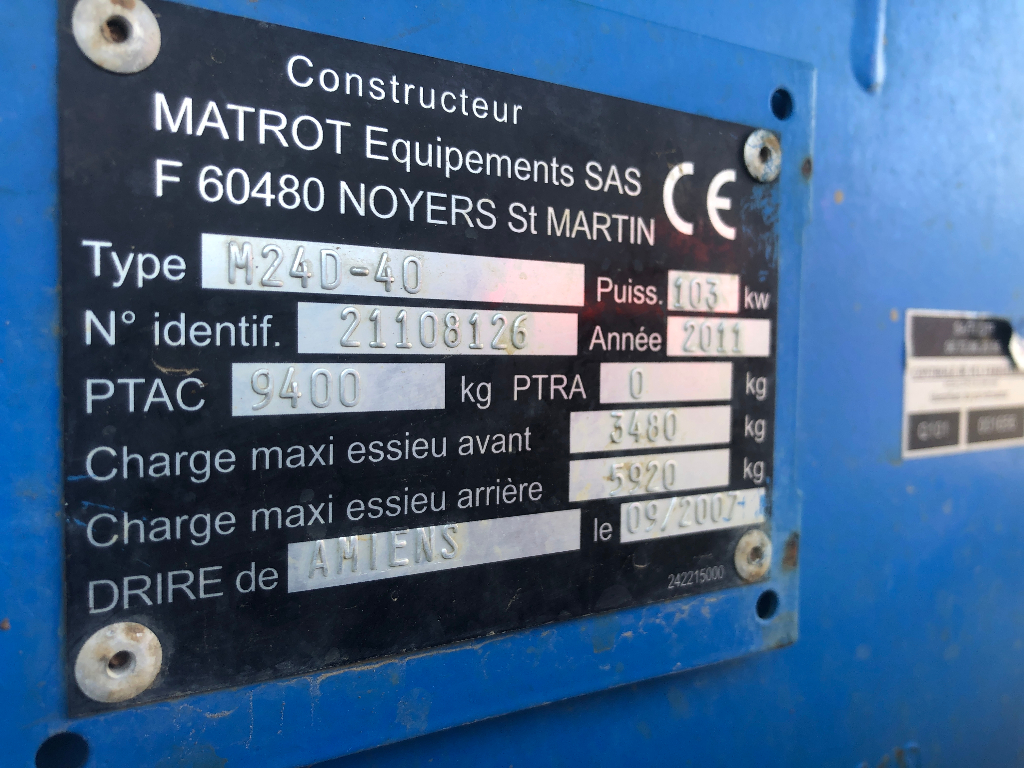 Constructeur
MATROT Equipements SAS
F 60480 NOYERS St MARTIN
CE
Type M24D-40 Puiss. 103 kw
N° identif. 21108126 Année 2011
PTAC 9400 kg PTRA 0 kg
Charge maxi essieu avant 3480 kg
Charge maxi essieu arrière 5920 kg
DRIRE de AMIENS le 09/2007
242215000